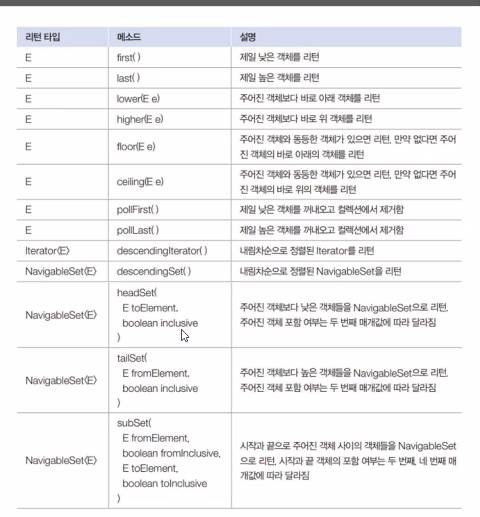 리턴 타입 메소드 설명
E first( ) 제일 낮은 객체를 리턴
E last( ) 제일 높은 객체를 리턴
E lower(E e) 주어진 객체보다 바로 아래 객체를 리턴
E higher(E e) 주어진 객체보다 바로 위 객체를 리턴
E floor(E e) 주어진 객체와 동등한 객체가 있으면 리턴, 만약 없다면 주어
진 객체의 바로 아래의 객체를 리턴
E ceiling(E e) 주어진 객체와 동등한 객체가 있으면 리턴, 만약 없다면 주어
진 객체의 바로 위의 객체를 리턴
E pollFirst( ) 제일 낮은 객체를 꺼내오고 컬렉션에서 제거함
E pollLast( ) 제일 높은 객체를 꺼내오고 컬렉션에서 제거함
Iterator〈E〉 descendingIterator( ) 내림차순으로 정렬된 Iterator를 리턴
NavigableSet〈E〉 descendingSet( ) 내림차순으로 정렬된 NavigableSet을 리턴
NavigableSet〈E〉
headSet(
E toElement,
boolean inclusive
)
주어진 객체보다 낮은 객체들을 NavigableSet으로 리턴.
주어진 객체 포함 여부는 두 번째 매개값에 따라 달라짐
NavigableSet〈E〉
tailSet(
E fromElement,
boolean inclusive
)
주어진 객체보다 높은 객체들을 NavigableSet으로 리턴.
주어진 객체 포함 여부는 두 번째 매개값에 따라 달라짐
NavigableSet〈E〉
subSet(
E fromElement,
boolean fromInclusive,
E toElement,
boolean toInclusive
)
시작과 끝으로 주어진 객체 사이의 객체들을 NavigableSet
으로 리턴. 시작과 끝 객체의 포함 여부는 두 번째, 네 번째 매
개값에 따라 달라짐